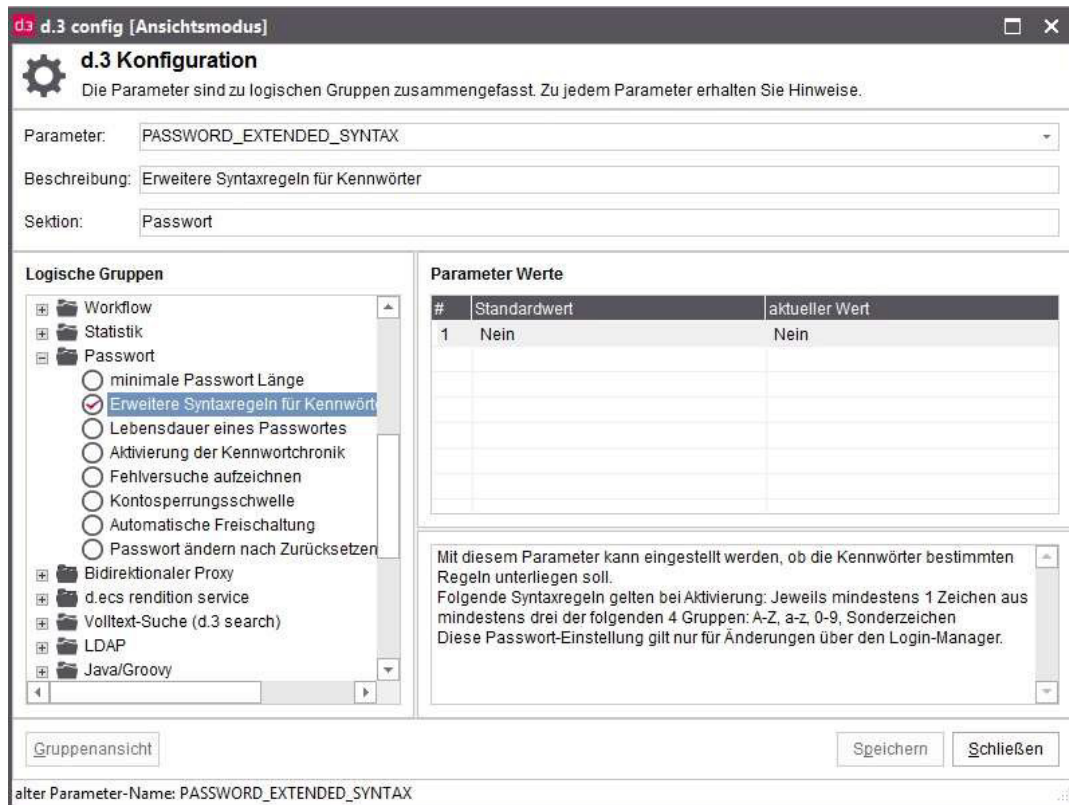 d.3 d.3 config [Ansichtsmodus]
d.3 Konfiguration
Die Parameter sind zu logischen Gruppen zusammengefasst. Zu jedem Parameter erhalten Sie Hinweise.
Parameter: PASSWORD_EXTENDED_SYNTAX
Beschreibung: Erweitere Syntaxregeln für Kennwörter
Sektion: Passwort
Logische Gruppen
Workflow
Statistik
Passwort
minimale Passwort Länge
Erweitere Syntaxregeln für Kennwört
Lebensdauer eines Passwortes
Aktivierung der Kennwortchronik
Fehlversuche aufzeichnen
Kontosperrungsschwelle
Automatische Freischaltung
Passwort ändern nach Zurücksetzen
Bidirektionaler Proxy
d.ecs rendition service
Volltext-Suche (d.3 search)
LDAP
Java/Groovy
Parameter Werte
# Standardwert aktueller Wert
1 Nein Nein
Mit diesem Parameter kann eingestellt werden, ob die Kennwörter bestimmten
Regeln unterliegen soll.
Folgende Syntaxregeln gelten bei Aktivierung: Jeweils mindestens 1 Zeichen aus
mindestens drei der folgenden 4 Gruppen: A-Z, a-z, 0-9, Sonderzeichen
Diese Passwort-Einstellung gilt nur für Änderungen über den Login-Manager.
Gruppenansicht
Speichern
Schließen
alter Parameter-Name: PASSWORD_EXTENDED_SYNTAX